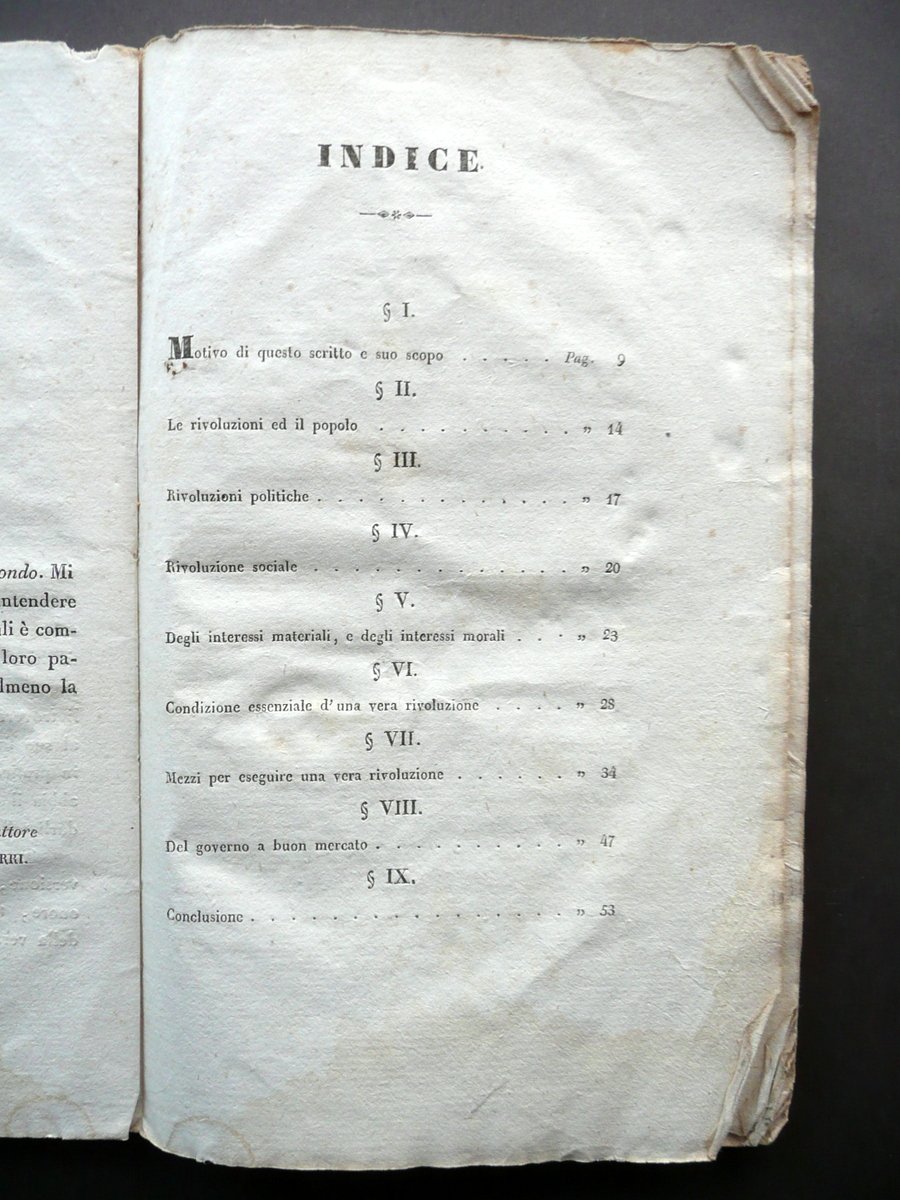 ondo. Mi
ntendere
li è com-
loro pa-
lmeno la
ttore
RRI.
INDICE.
§ I.
Motivo di questo scritto e suo scopo . . . . . Pag. 9
§ II.
Le rivoluzioni ed il popolo . . . . . . . . . . „ 14
§ III.
Rivoluzioni politiche . . . . . . . . . . . . . „ 17
§ IV.
Rivoluzione sociale . . . . . . . . . . . . . . „ 20
§ V.
Degli interessi materiali, e degli interessi morali . . . „ 23
§ VI.
Condizione essenziale d'una vera rivoluzione . . . . „ 28
§ VII.
Mezzi per eseguire una vera rivoluzione . . . . . . „ 34
§ VIII.
Del governo a buon mercato . . . . . . . . . . „ 47
§ IX.
Conclusione . . . . . . . . . . . . . . . . „ 53